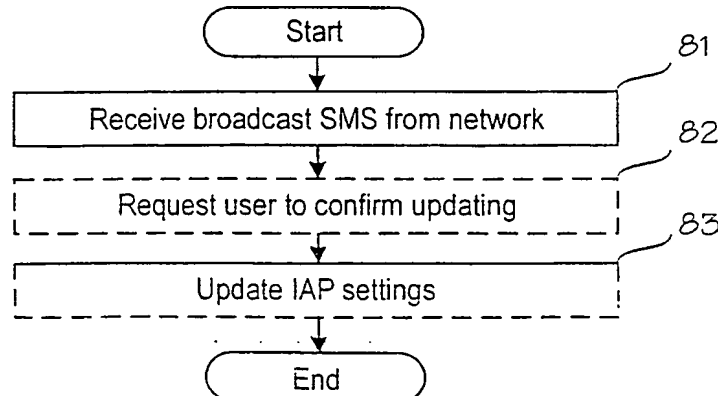 Start
81
Receive broadcast SMS from network
82
Request user to confirm updating
83
Update IAP settings
End